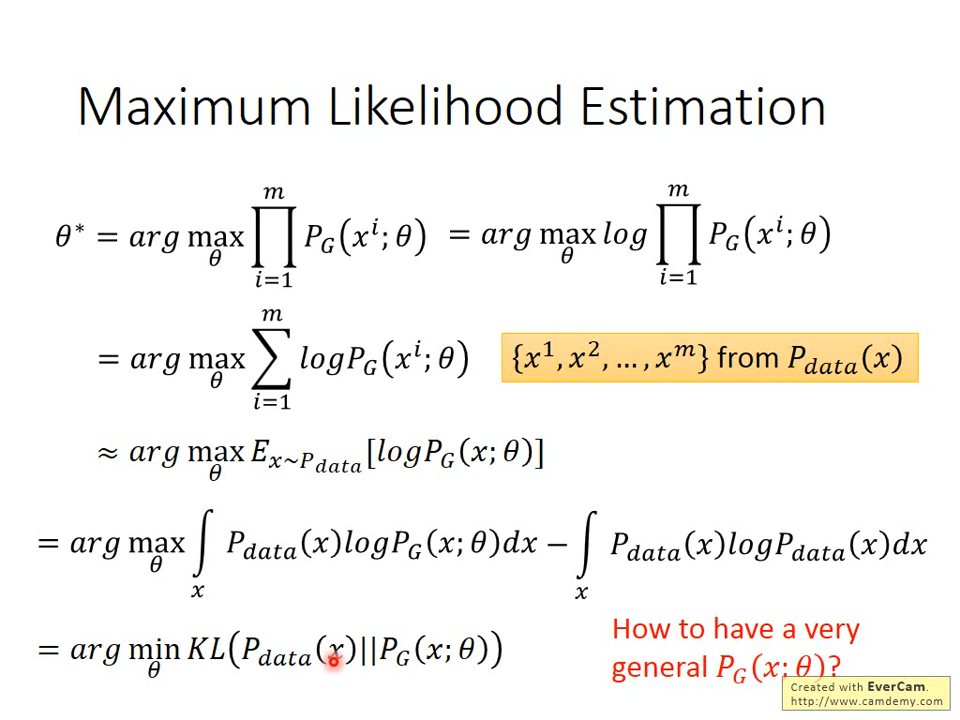 Maximum Likelihood Estimation
θ* = arg max_θ ∏_{i=1}^{m} P_G(x^i; θ) = arg max_θ log ∏_{i=1}^{m} P_G(x^i; θ)
= arg max_θ ∑_{i=1}^{m} logP_G(x^i; θ) {x^1, x^2, …, x^m} from P_data(x)
≈ arg max_θ E_{x~P_data}[logP_G(x; θ)]
= arg max_θ ∫_x P_data(x)logP_G(x; θ)dx − ∫_x P_data(x)logP_data(x)dx
= arg min_θ KL(P_data(x)||P_G(x; θ))
How to have a very
general P_G(x; θ)?
Created with EverCam.
http://www.camdemy.com